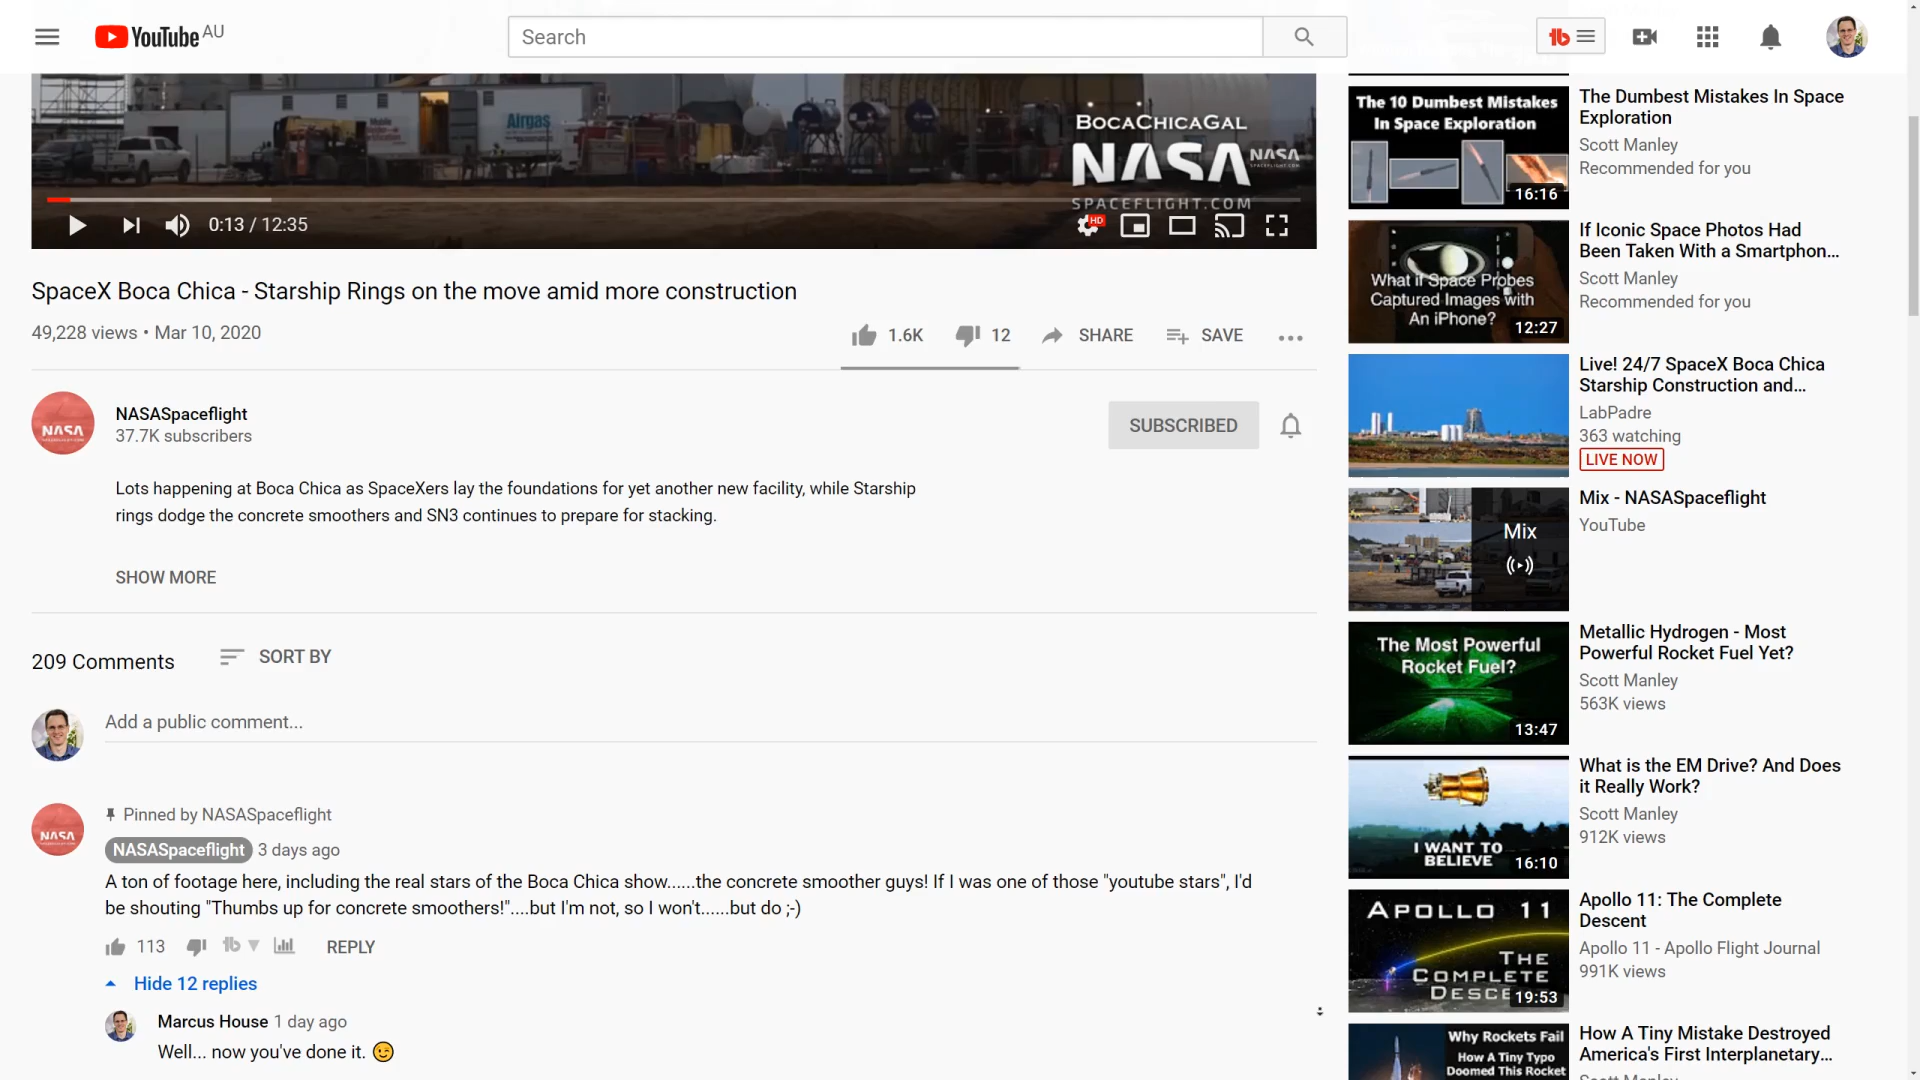 YouTube AU
Search
Airgas
BOCACHICAGAL
NASA
SPACEFLIGHT.COM
NASA
0:13 / 12:35
HD
SpaceX Boca Chica - Starship Rings on the move amid more construction
49,228 views • Mar 10, 2020
1.6K
12
SHARE
SAVE
NASA
NASASpaceflight
37.7K subscribers
SUBSCRIBED
Lots happening at Boca Chica as SpaceXers lay the foundations for yet another new facility, while Starship
rings dodge the concrete smoothers and SN3 continues to prepare for stacking.
SHOW MORE
209 Comments
SORT BY
Add a public comment...
NASA
Pinned by NASASpaceflight
NASASpaceflight 3 days ago
A ton of footage here, including the real stars of the Boca Chica show......the concrete smoother guys! If I was one of those "youtube stars", I'd
be shouting "Thumbs up for concrete smoothers!"....but I'm not, so I won't......but do ;-)
113
REPLY
Hide 12 replies
Marcus House 1 day ago
Well... now you've done it. 😉
The 10 Dumbest Mistakes
In Space Exploration
16:16
The Dumbest Mistakes In Space
Exploration
Scott Manley
Recommended for you
What if Space Probes
Captured Images with
An iPhone?
12:27
If Iconic Space Photos Had
Been Taken With a Smartphon...
Scott Manley
Recommended for you
Live! 24/7 SpaceX Boca Chica
Starship Construction and...
LabPadre
363 watching
LIVE NOW
Mix
Mix - NASASpaceflight
YouTube
The Most Powerful
Rocket Fuel?
13:47
Metallic Hydrogen - Most
Powerful Rocket Fuel Yet?
Scott Manley
563K views
I WANT TO
BELIEVE
16:10
What is the EM Drive? And Does
it Really Work?
Scott Manley
912K views
APOLLO 11
THE
COMPLETE
DESCE
19:53
Apollo 11: The Complete
Descent
Apollo 11 - Apollo Flight Journal
991K views
Why Rockets Fail
How A Tiny Typo
Doomed This Rocket
How A Tiny Mistake Destroyed
America's First Interplanetary...
Scott Manley